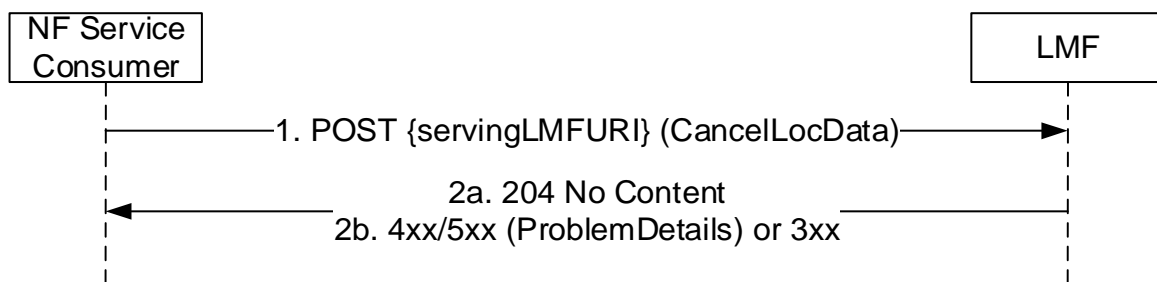 NF Service
Consumer
LMF
1. POST {servingLMFURI} (CancelLocData)
2a. 204 No Content
2b. 4xx/5xx (ProblemDetails) or 3xx